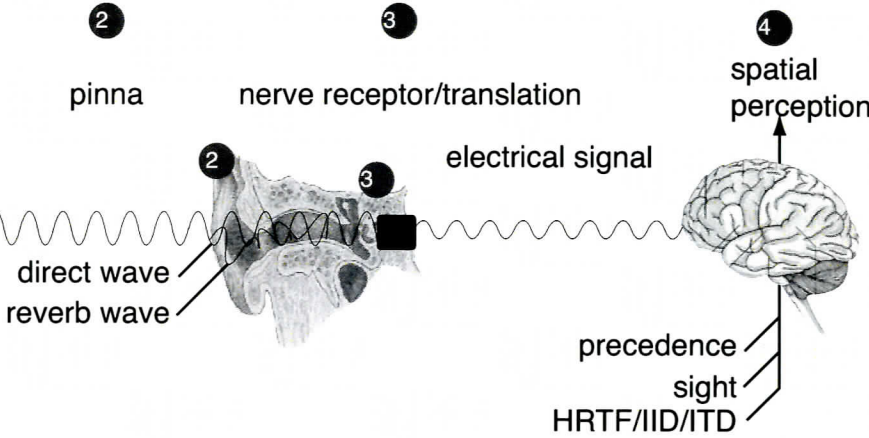 2
3
4
pinna
nerve receptor/translation
spatial
perception
2
3
electrical signal
direct wave
reverb wave
precedence
sight
HRTF/IID/ITD